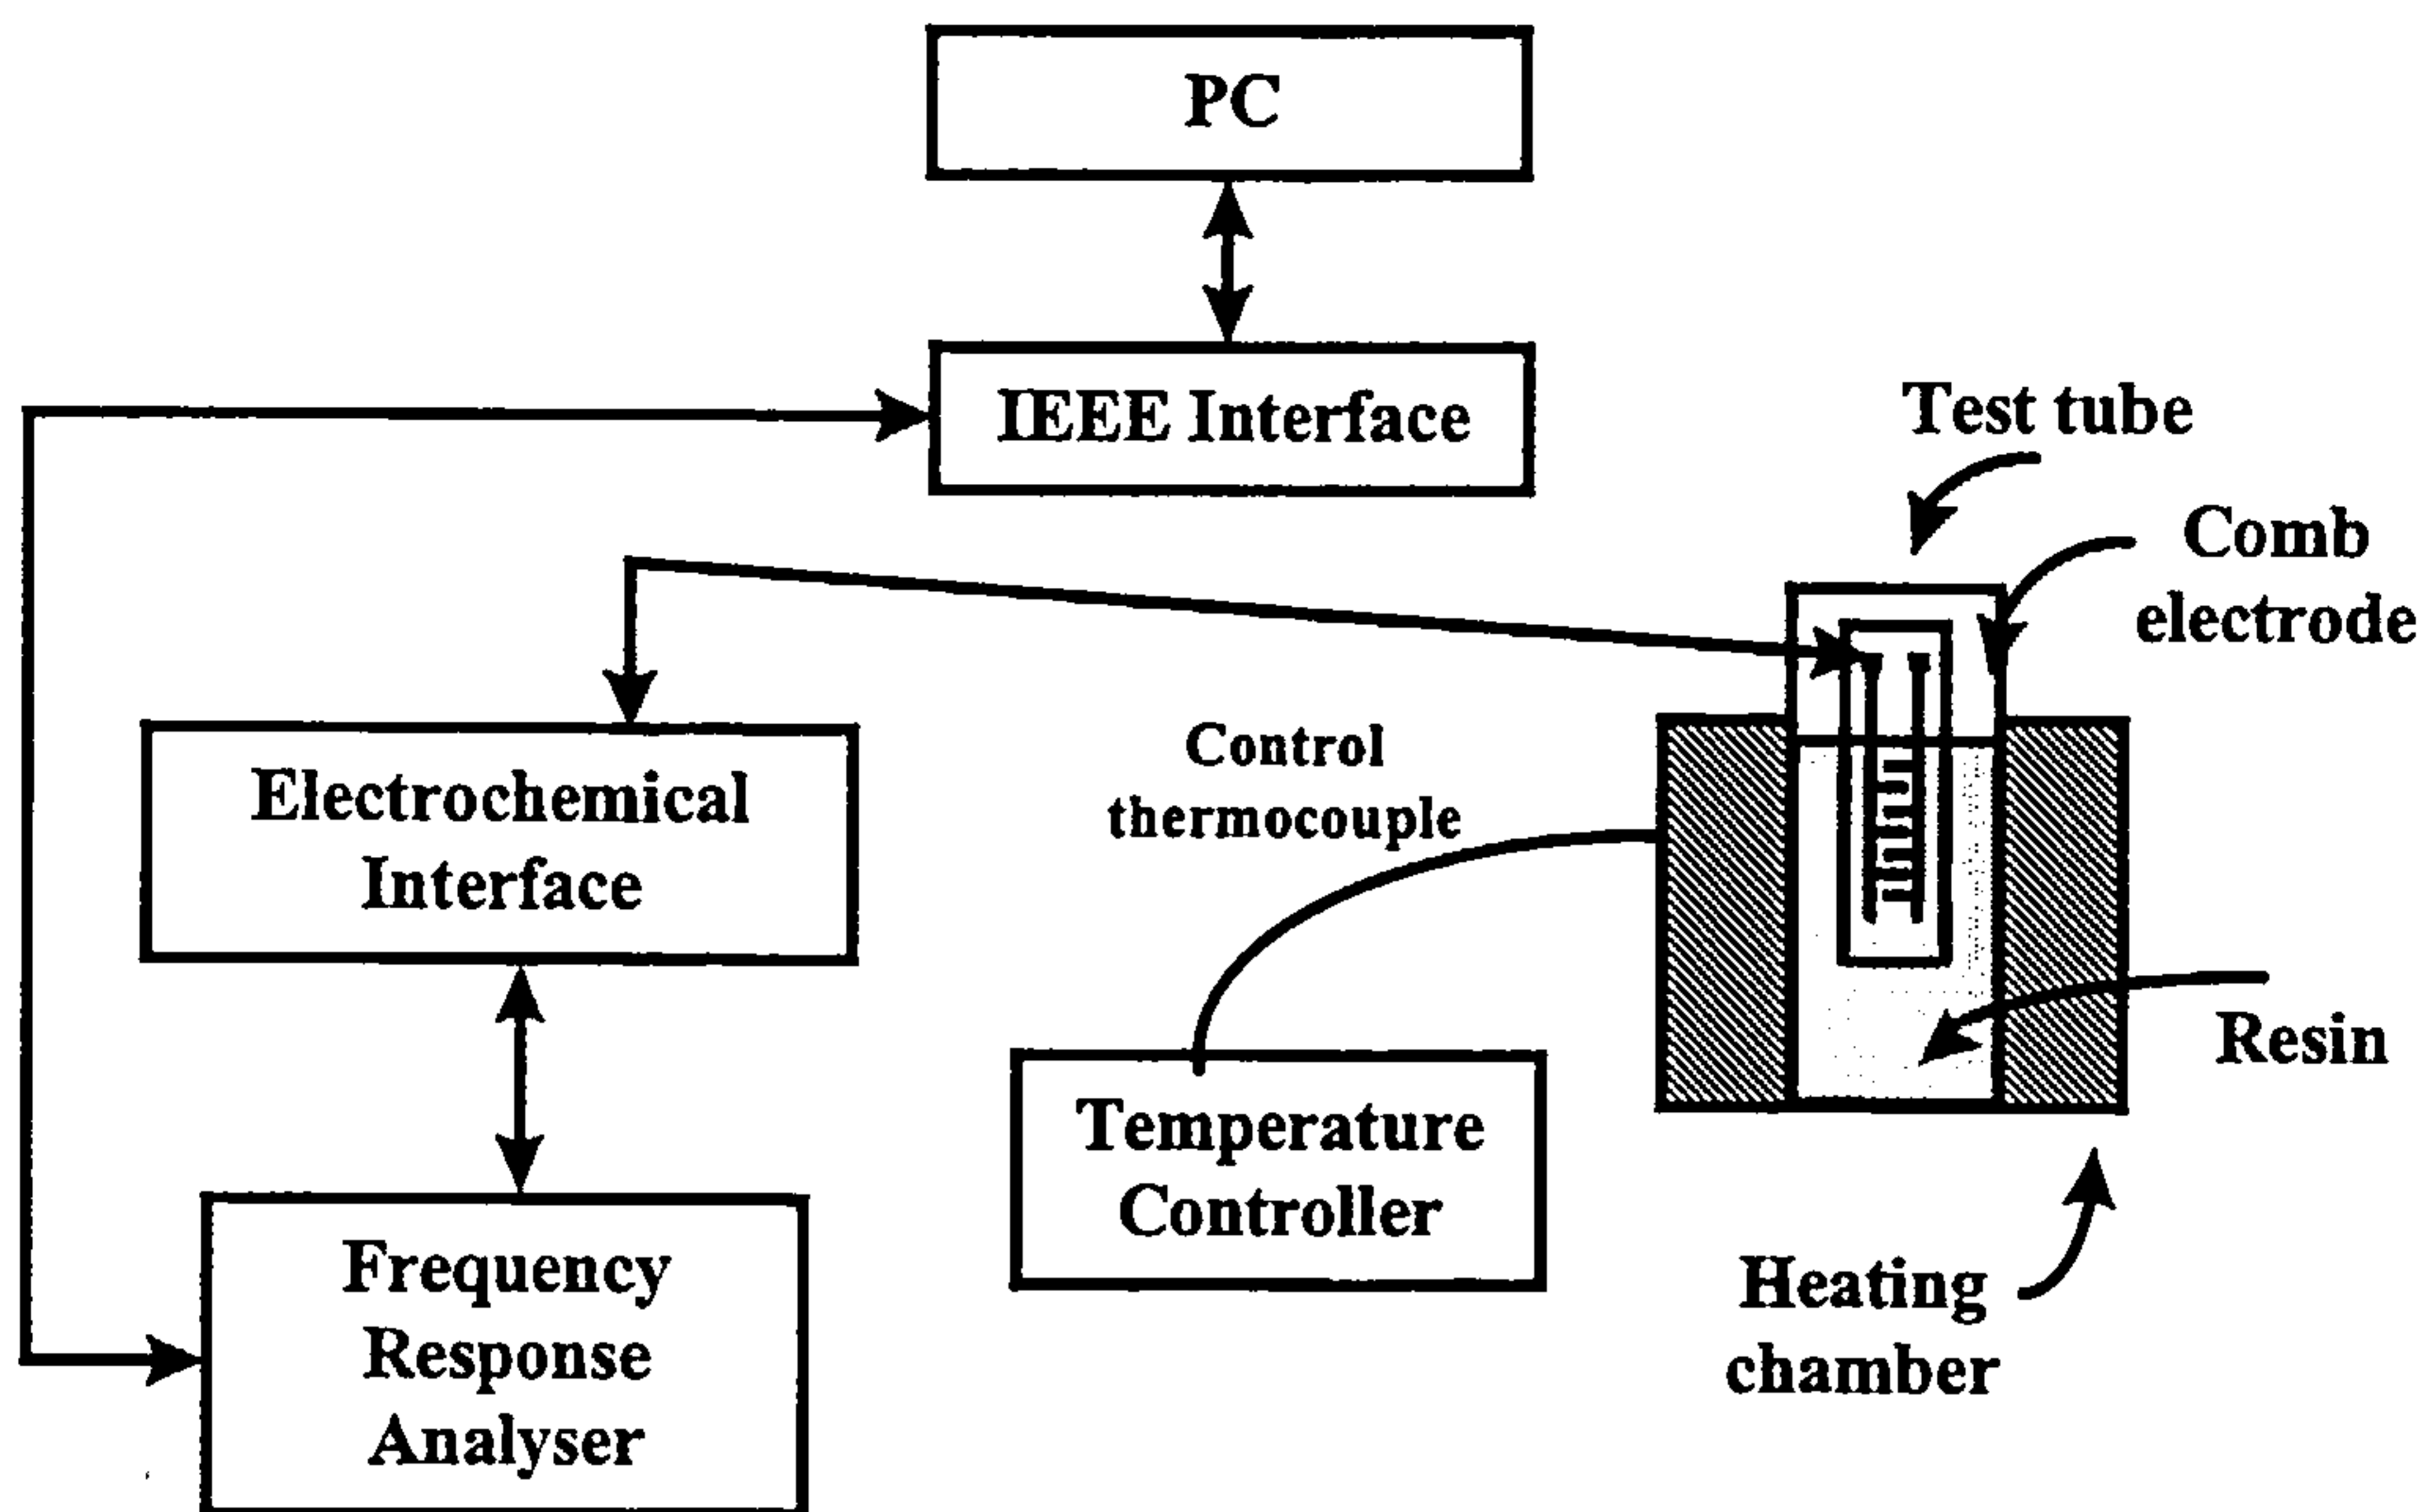 PC
IEEE Interface
Test tube
Comb
electrode
Control
thermocouple
Electrochemical
Interface
Resin
Temperature
Controller
Frequency
Response
Analyser
Heating
chamber